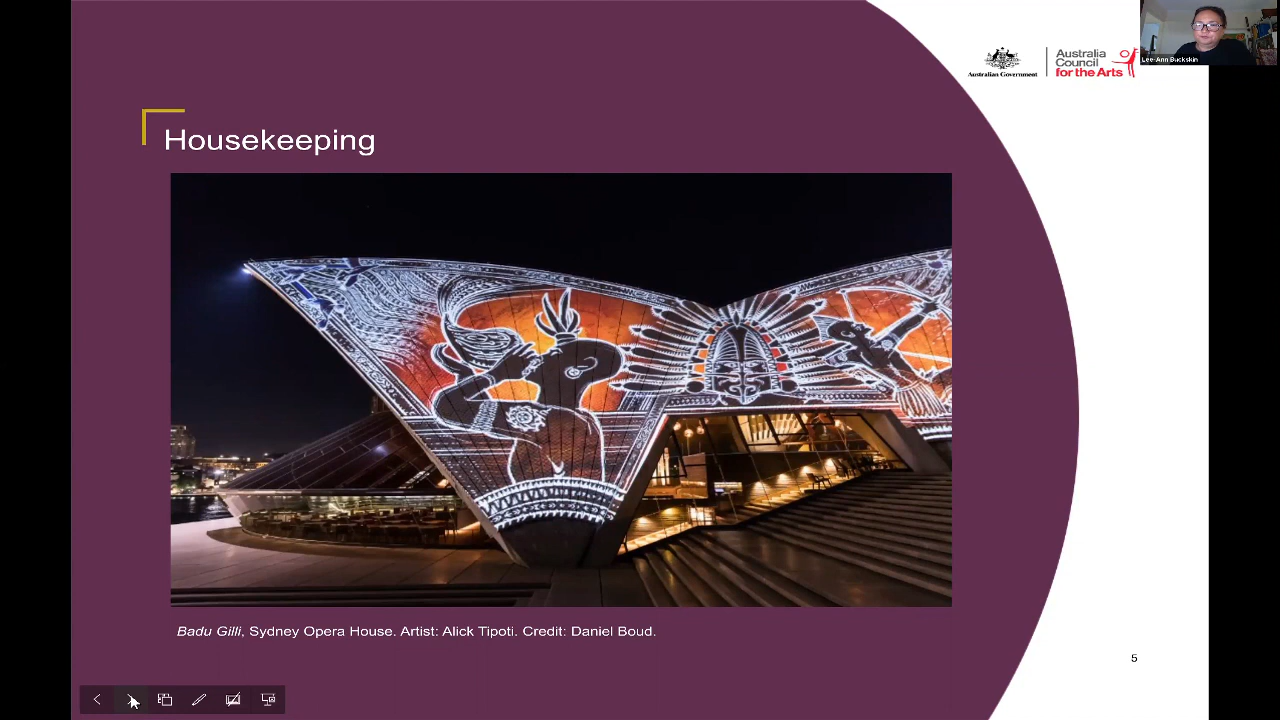 Australian Government
Australia
Council
for the Arts
Lee-Ann Buckskin
Housekeeping
Badu Gilli, Sydney Opera House. Artist: Alick Tipoti. Credit: Daniel Boud.
5